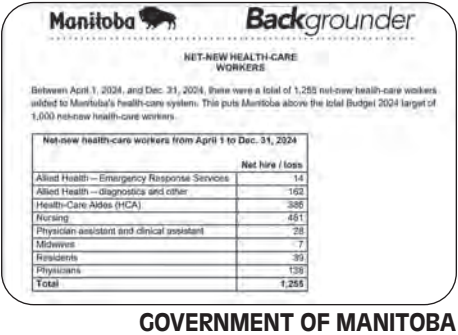 Manitoba
Backgrounder
NET-NEW HEALTH-CARE
WORKERS
Between April 1, 2024, and Dec. 31, 2024, there were a total of 1,255 net-new health-care workers
added to Manitoba's health-care system. This puts Manitoba above the total Budget 2024 target of
1,000 net-new health-care workers.
Net-new health-care workers from April 1 to Dec. 31, 2024
Net hire / loss
Allied Health – Emergency Response Services 14
Allied Health – diagnostics and other 162
Health-Care Aides (HCA) 386
Nursing 481
Physician assistant and clinical assistant 28
Midwives 7
Residents 39
Physicians 138
Total 1,255
GOVERNMENT OF MANITOBA